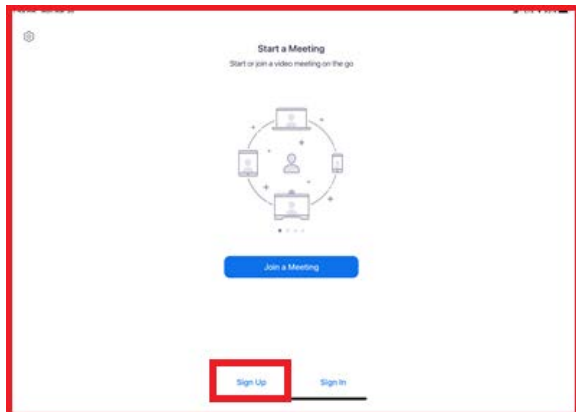 Start a Meeting
Start or join a video meeting on the go
Join a Meeting
Sign Up
Sign In